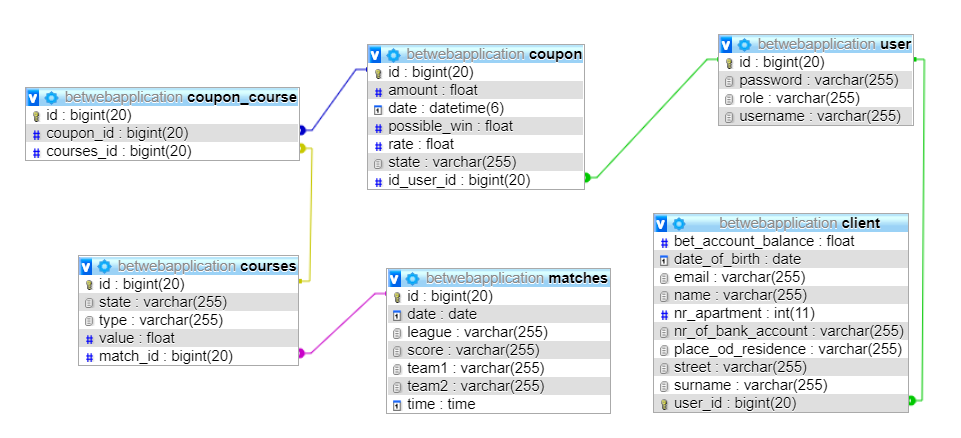 betwebapplication coupon_course
id : bigint(20)
coupon_id : bigint(20)
courses_id : bigint(20)
betwebapplication coupon
id : bigint(20)
amount : float
date : datetime(6)
possible_win : float
rate : float
state : varchar(255)
id_user_id : bigint(20)
betwebapplication user
id : bigint(20)
password : varchar(255)
role : varchar(255)
username : varchar(255)
betwebapplication courses
id : bigint(20)
state : varchar(255)
type : varchar(255)
value : float
match_id : bigint(20)
betwebapplication matches
id : bigint(20)
date : date
league : varchar(255)
score : varchar(255)
team1 : varchar(255)
team2 : varchar(255)
time : time
betwebapplication client
bet_account_balance : float
date_of_birth : date
email : varchar(255)
name : varchar(255)
nr_apartment : int(11)
nr_of_bank_account : varchar(255)
place_od_residence : varchar(255)
street : varchar(255)
surname : varchar(255)
user_id : bigint(20)